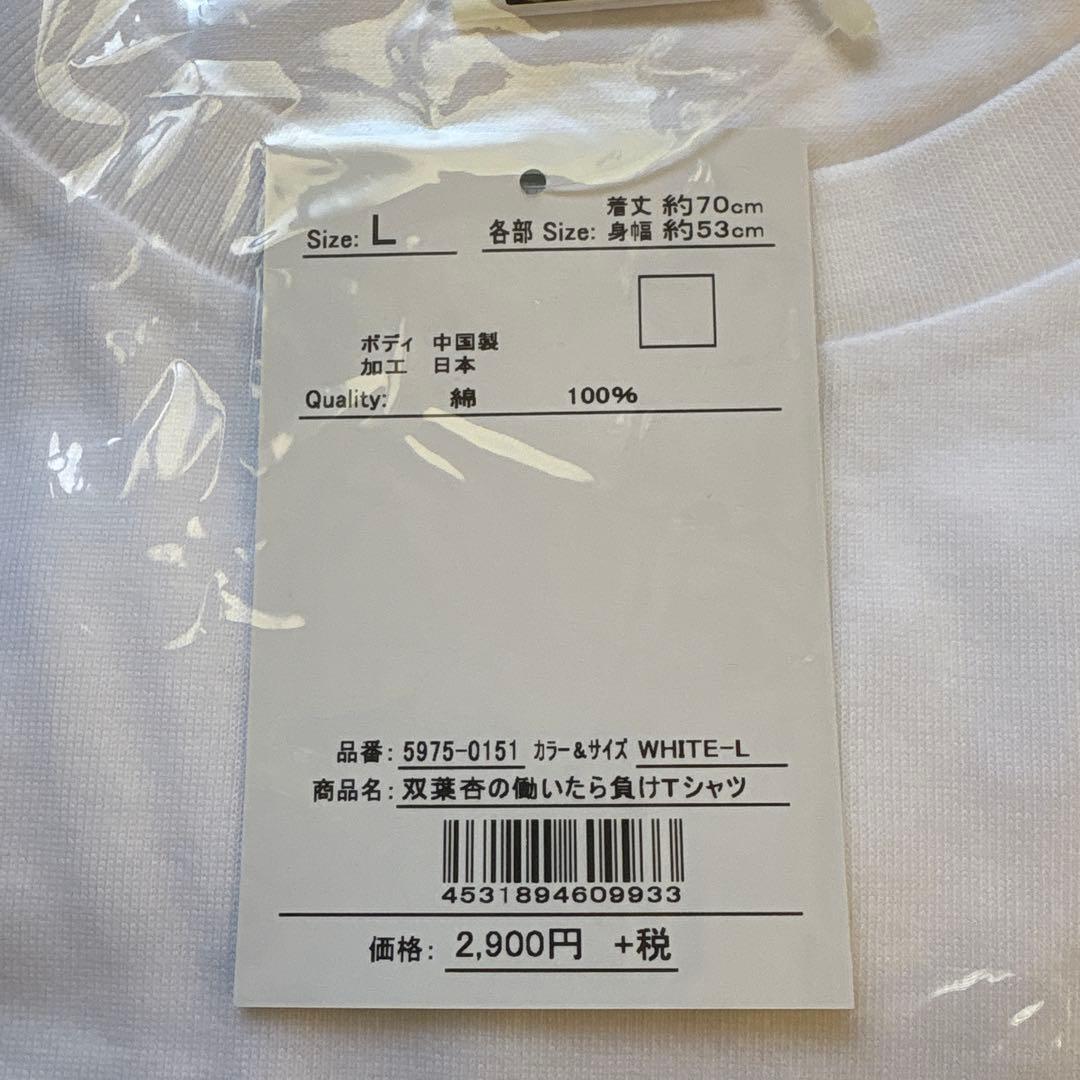 着丈 約70cm
Size: L 各部 Size: 身幅 約53cm
ボディ 中国製
加工 日本
Quality: 綿 100%
品番: 5975-0151 カラー&サイズ WHITE-L
商品名: 双葉杏の働いたら負けTシャツ
4531894609933
価格: 2,900円 +税